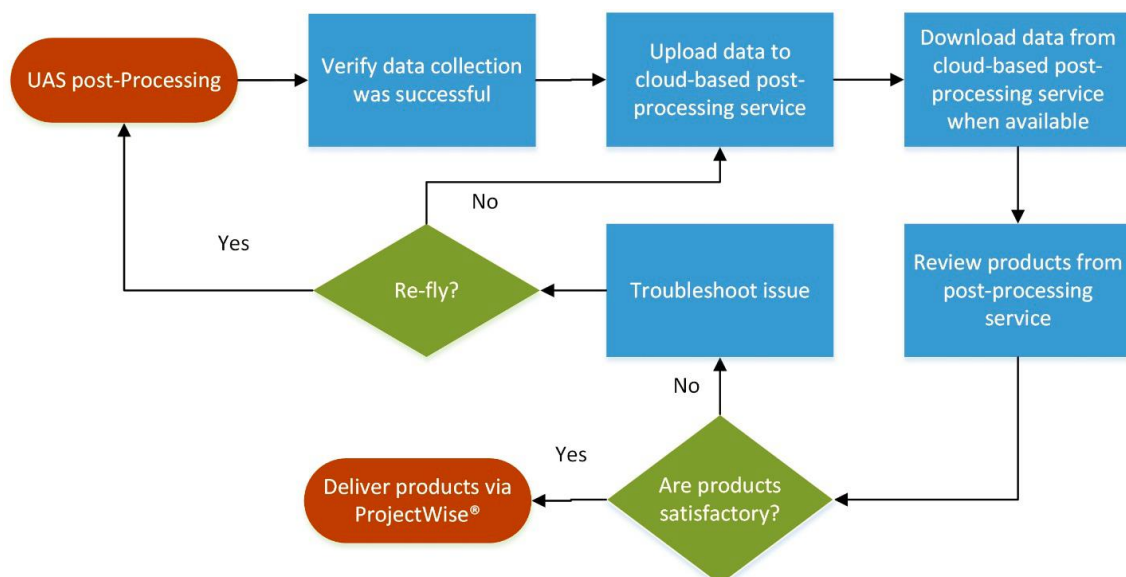 UAS post-Processing
Verify data collection
was successful
Upload data to
cloud-based post-
processing service
Download data from
cloud-based post-
processing service
when available
No
Yes
Re-fly?
Troubleshoot issue
Review products from
post-processing
service
No
Yes
Deliver products via
ProjectWise®
Are products
satisfactory?